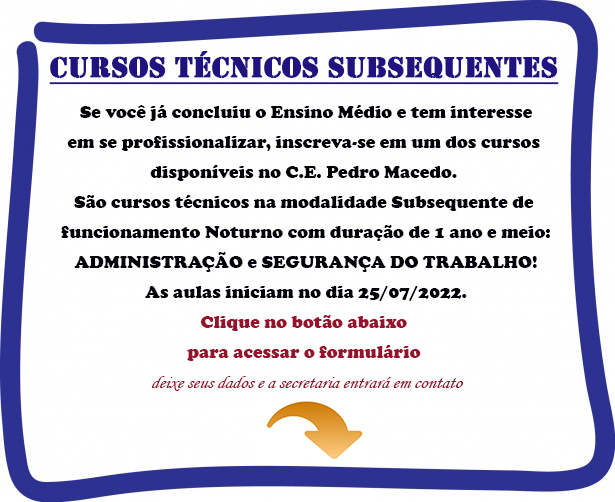 CURSOS TÉCNICOS SUBSEQUENTES
Se você já concluiu o Ensino Médio e tem interesse
em se profissionalizar, inscreva-se em um dos cursos
disponíveis no C.E. Pedro Macedo.
São cursos técnicos na modalidade Subsequente de
funcionamento Noturno com duração de 1 ano e meio:
ADMINISTRAÇÃO e SEGURANÇA DO TRABALHO!
As aulas iniciam no dia 25/07/2022.
Clique no botão abaixo
para acessar o formulário
deixe seus dados e a secretaria entrará em contato